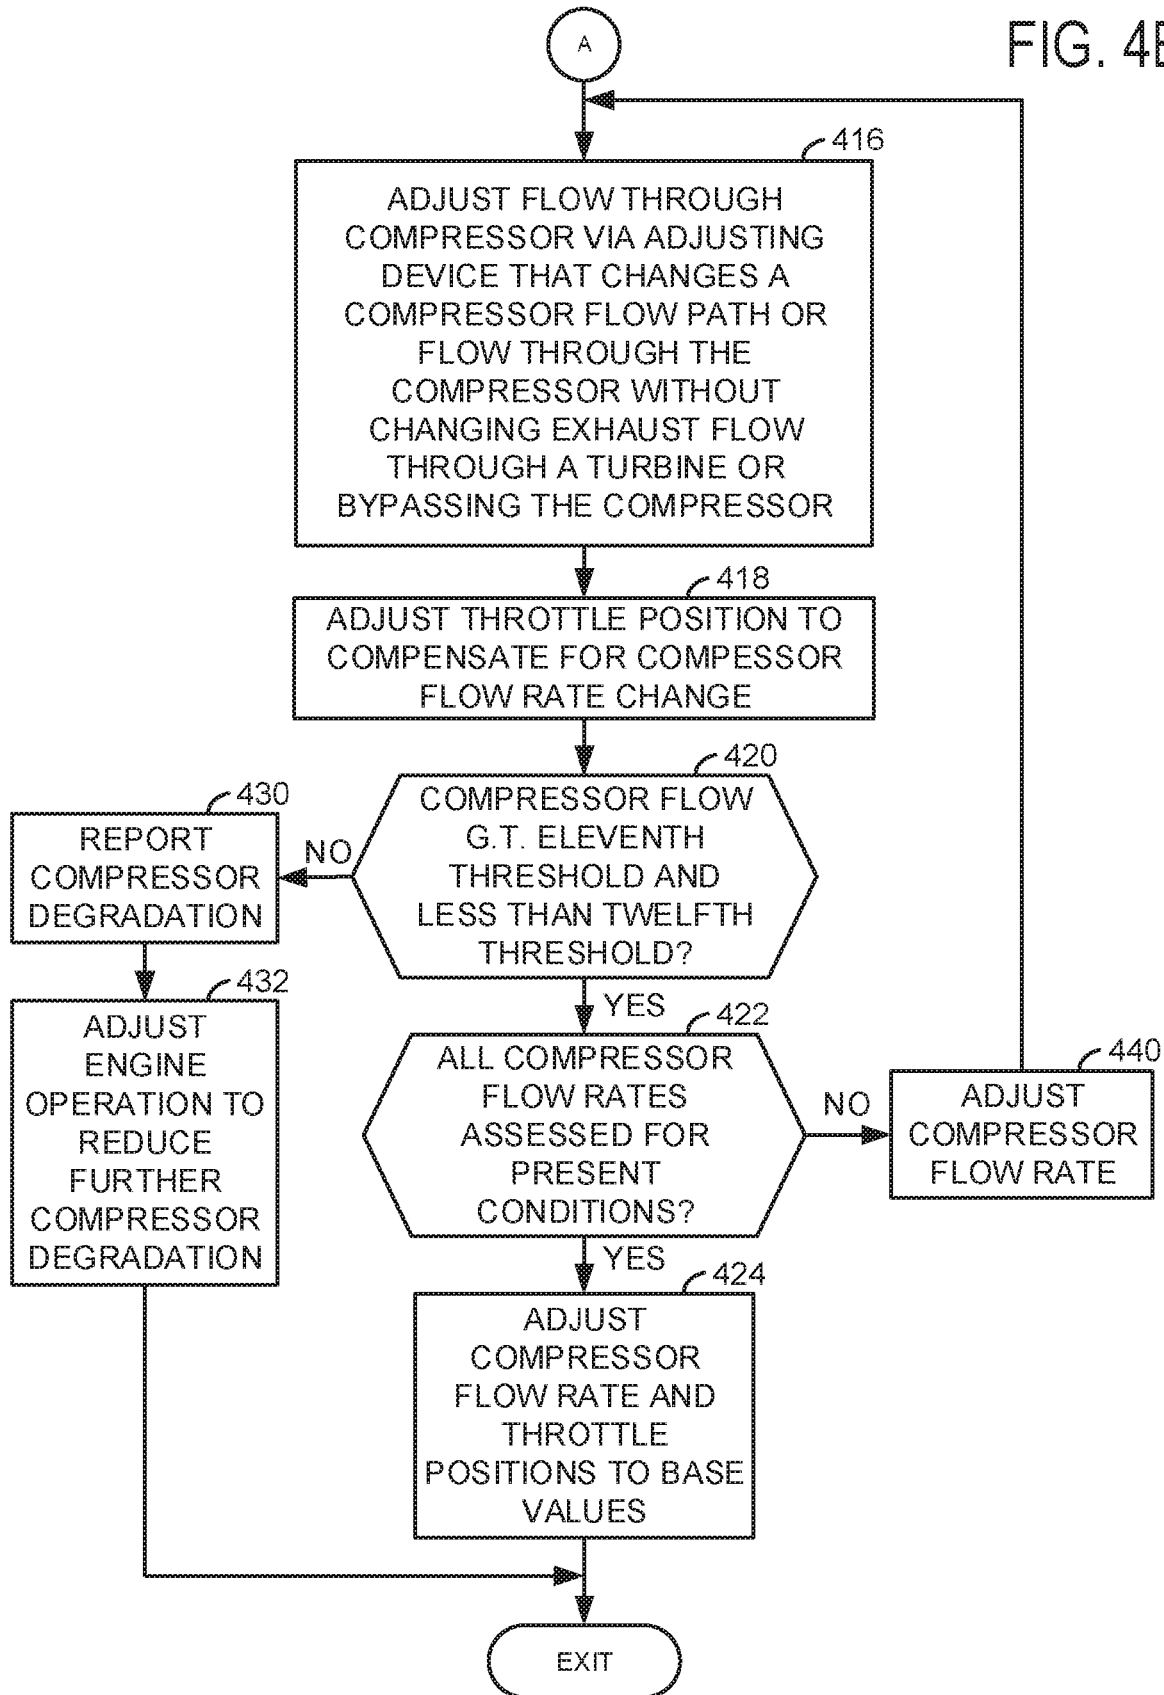 A
FIG. 4B
416
ADJUST FLOW THROUGH
COMPRESSOR VIA ADJUSTING
DEVICE THAT CHANGES A
COMPRESSOR FLOW PATH OR
FLOW THROUGH THE
COMPRESSOR WITHOUT
CHANGING EXHAUST FLOW
THROUGH A TURBINE OR
BYPASSING THE COMPRESSOR
418
ADJUST THROTTLE POSITION TO
COMPENSATE FOR COMPESSOR
FLOW RATE CHANGE
420
COMPRESSOR FLOW
G.T. ELEVENTH
THRESHOLD AND
LESS THAN TWELFTH
THRESHOLD?
NO
430
REPORT
COMPRESSOR
DEGRADATION
432
ADJUST
ENGINE
OPERATION TO
REDUCE
FURTHER
COMPRESSOR
DEGRADATION
YES
422
ALL COMPRESSOR
FLOW RATES
ASSESSED FOR
PRESENT
CONDITIONS?
NO
440
ADJUST
COMPRESSOR
FLOW RATE
YES
424
ADJUST
COMPRESSOR
FLOW RATE AND
THROTTLE
POSITIONS TO BASE
VALUES
EXIT